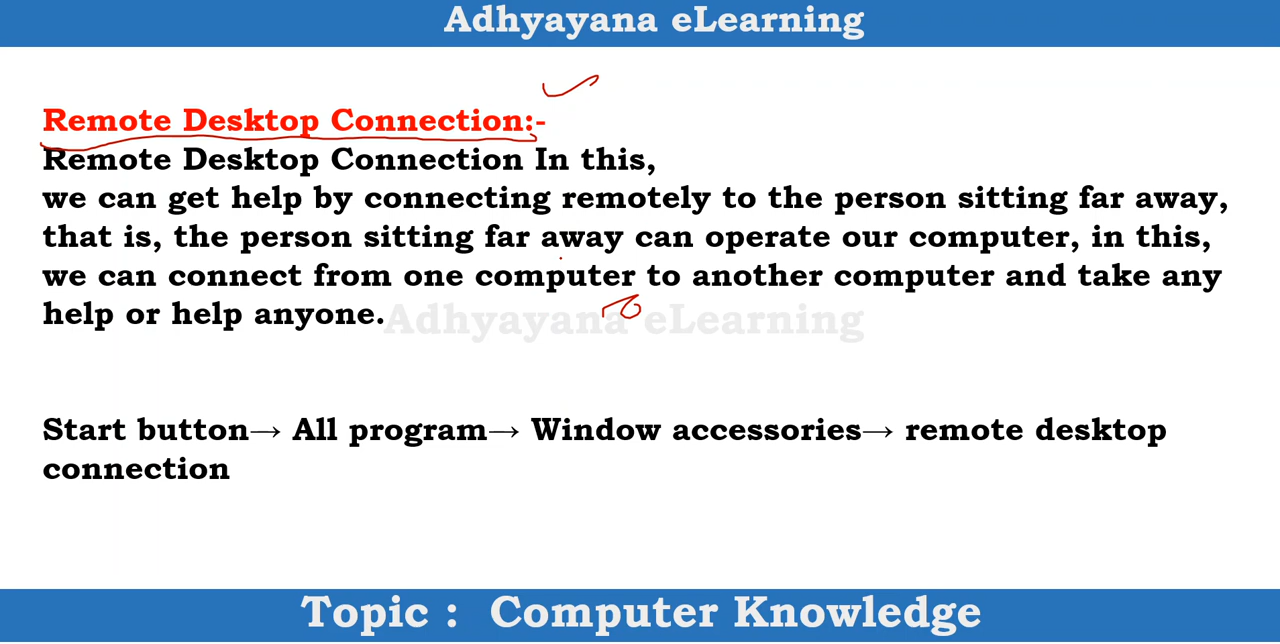 Adhyayana eLearning
Remote Desktop Connection:-
Remote Desktop Connection In this,
we can get help by connecting remotely to the person sitting far away,
that is, the person sitting far away can operate our computer, in this,
we can connect from one computer to another computer and take any
help or help anyone.
Adhyayana eLearning
Start button→ All program→ Window accessories→ remote desktop
connection
Topic : Computer Knowledge